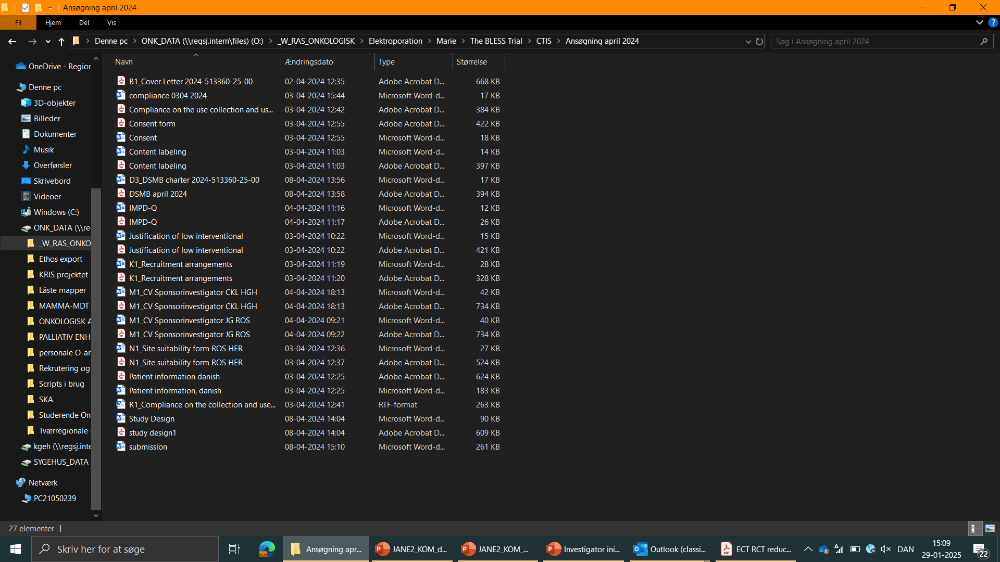 Ansøgning april 2024
Fil Hjem Del Vis
Denne pc ONK_DATA (\\regsj.intern\files) (O:) _W_RAS_ONKOLOGISK Elektroporation Marie The BLESS Trial CTIS Ansøgning april 2024 Søg i Ansøgning april 2024
OneDrive - Region
Denne pc
3D-objekter
Billeder
Dokumenter
Musik
Overførsler
Skrivebord
Videoer
Windows (C:)
ONK_DATA (\\re
_W_RAS_ONKO
Ethos export
KRIS projektet
Låste mapper
MAMMA-MDT
ONKOLOGISK A
PALLIATIV ENH
personale O-ar
Rekrutering og
Scripts i brug
SKA
Studerende On
Tværregionale
kgeh (\\regsj.inte
SYGEHUS_DATA
Netværk
PC21050239
Navn Ændringsdato Type Størrelse
B1_Cover Letter 2024-513360-25-00 02-04-2024 12:35 Adobe Acrobat D... 668 KB
compliance 0304 2024 03-04-2024 15:44 Microsoft Word-d... 17 KB
Compliance on the use collection and us... 03-04-2024 12:42 Adobe Acrobat D... 384 KB
Consent form 03-04-2024 12:55 Adobe Acrobat D... 422 KB
Consent 03-04-2024 12:55 Microsoft Word-d... 18 KB
Content labeling 03-04-2024 11:03 Microsoft Word-d... 14 KB
Content labeling 03-04-2024 11:03 Adobe Acrobat D... 397 KB
D3_DSMB charter 2024-513360-25-00 08-04-2024 13:56 Microsoft Word-d... 17 KB
DSMB april 2024 08-04-2024 13:58 Adobe Acrobat D... 394 KB
IMPD-Q 04-04-2024 11:16 Microsoft Word-d... 12 KB
IMPD-Q 04-04-2024 11:17 Adobe Acrobat D... 26 KB
Justification of low interventional 03-04-2024 10:22 Microsoft Word-d... 15 KB
Justification of low interventional 03-04-2024 10:22 Adobe Acrobat D... 421 KB
K1_Recruitment arrangements 03-04-2024 11:19 Microsoft Word-d... 28 KB
K1_Recruitment arrangements 03-04-2024 11:20 Adobe Acrobat D... 328 KB
M1_CV Sponsorinvestigator CKL HGH 04-04-2024 18:13 Microsoft Word-d... 42 KB
M1_CV Sponsorinvestigator CKL HGH 04-04-2024 18:13 Adobe Acrobat D... 734 KB
M1_CV Sponsorinvestigator JG ROS 04-04-2024 09:21 Microsoft Word-d... 40 KB
M1_CV Sponsorinvestigator JG ROS 04-04-2024 09:22 Adobe Acrobat D... 734 KB
N1_Site suitability form ROS HER 03-04-2024 12:36 Microsoft Word-d... 27 KB
N1_Site suitability form ROS HER 03-04-2024 12:37 Adobe Acrobat D... 524 KB
Patient information danish 03-04-2024 12:25 Adobe Acrobat D... 624 KB
Patient information, danish 03-04-2024 12:25 Microsoft Word-d... 183 KB
R1_Compliance on the collection and use... 03-04-2024 12:41 RTF-format 263 KB
Study Design 08-04-2024 14:04 Microsoft Word-d... 90 KB
study design1 08-04-2024 14:04 Adobe Acrobat D... 609 KB
submission 08-04-2024 15:10 Microsoft Word-d... 261 KB
27 elementer
Skriv her for at søge Ansøgning apr... JANE2_KOM_d... JANE2_KOM_... Investigator ini... Outlook (classi... ECT RCT reduc... DAN 15:09
29-01-2025 22